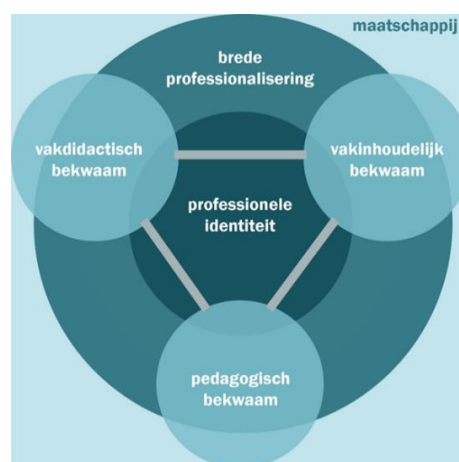 maatschappij
brede
professionalisering
vakdidactisch
bekwaam
vakinhoudelijk
bekwaam
professionele
identiteit
pedagogisch
bekwaam